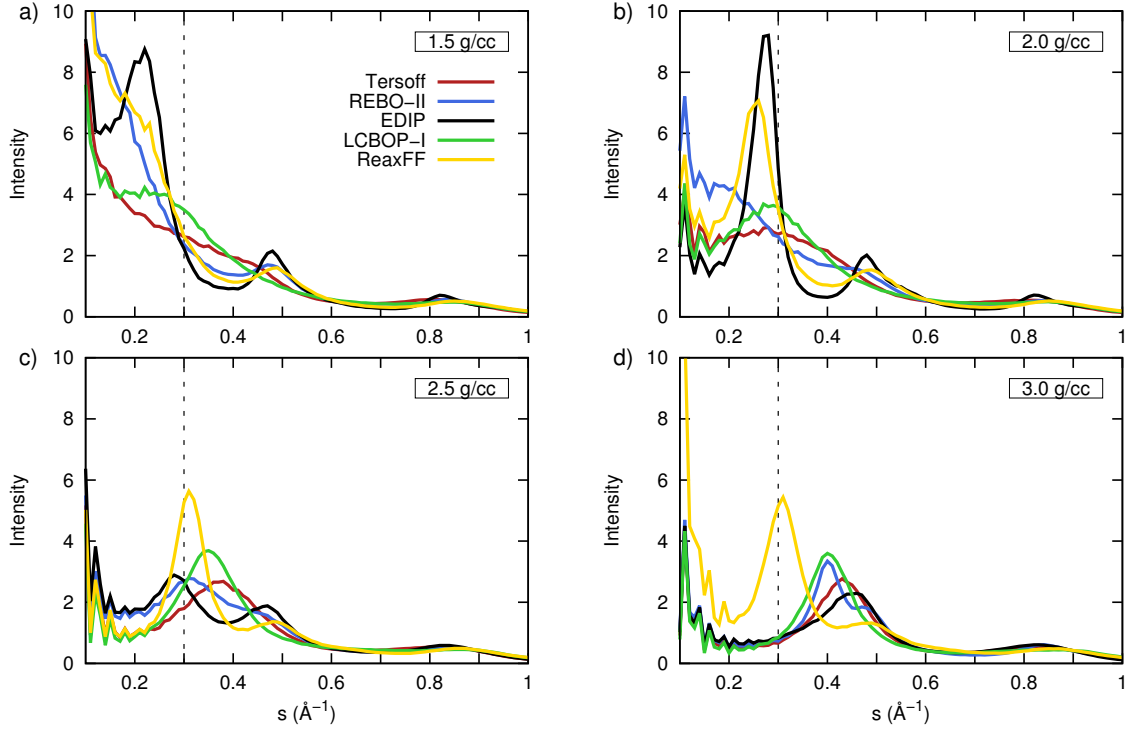 a)
1.5 g/cc
Intensity
10
8
6
4
2
0
Tersoff
REBO-II
EDIP
LCBOP-I
ReaxFF
0.2
0.4
0.6
0.8
1
b)
2.0 g/cc
Intensity
10
8
6
4
2
0
0.2
0.4
0.6
0.8
1
c)
2.5 g/cc
Intensity
10
8
6
4
2
0
0.2
0.4
0.6
0.8
1
s (Å⁻¹)
d)
3.0 g/cc
Intensity
10
8
6
4
2
0
0.2
0.4
0.6
0.8
1
s (Å⁻¹)